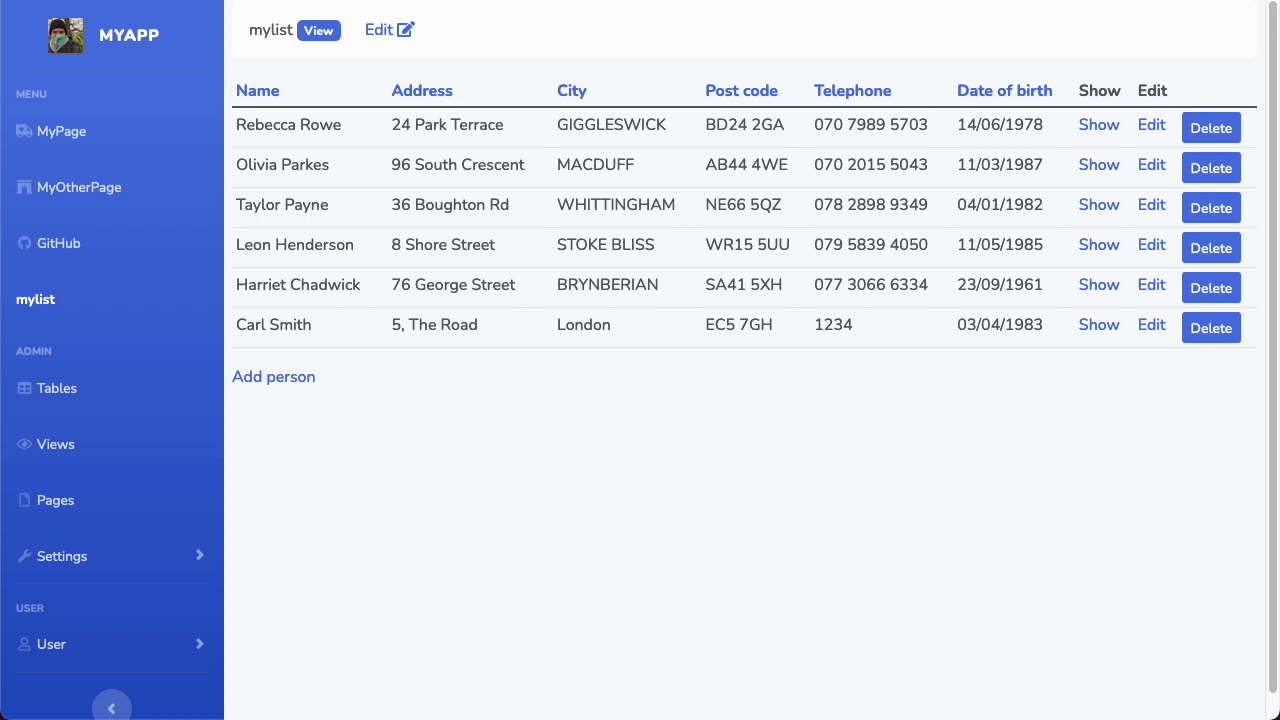 MYAPP
MENU
MyPage
MyOtherPage
GitHub
mylist
ADMIN
Tables
Views
Pages
Settings
USER
User
mylist View Edit
Name Address City Post code Telephone Date of birth Show Edit
Rebecca Rowe 24 Park Terrace GIGGLESWICK BD24 2GA 070 7989 5703 14/06/1978 Show Edit Delete
Olivia Parkes 96 South Crescent MACDUFF AB44 4WE 070 2015 5043 11/03/1987 Show Edit Delete
Taylor Payne 36 Boughton Rd WHITTINGHAM NE66 5QZ 078 2898 9349 04/01/1982 Show Edit Delete
Leon Henderson 8 Shore Street STOKE BLISS WR15 5UU 079 5839 4050 11/05/1985 Show Edit Delete
Harriet Chadwick 76 George Street BRYNBERIAN SA41 5XH 077 3066 6334 23/09/1961 Show Edit Delete
Carl Smith 5, The Road London EC5 7GH 1234 03/04/1983 Show Edit Delete
Add person